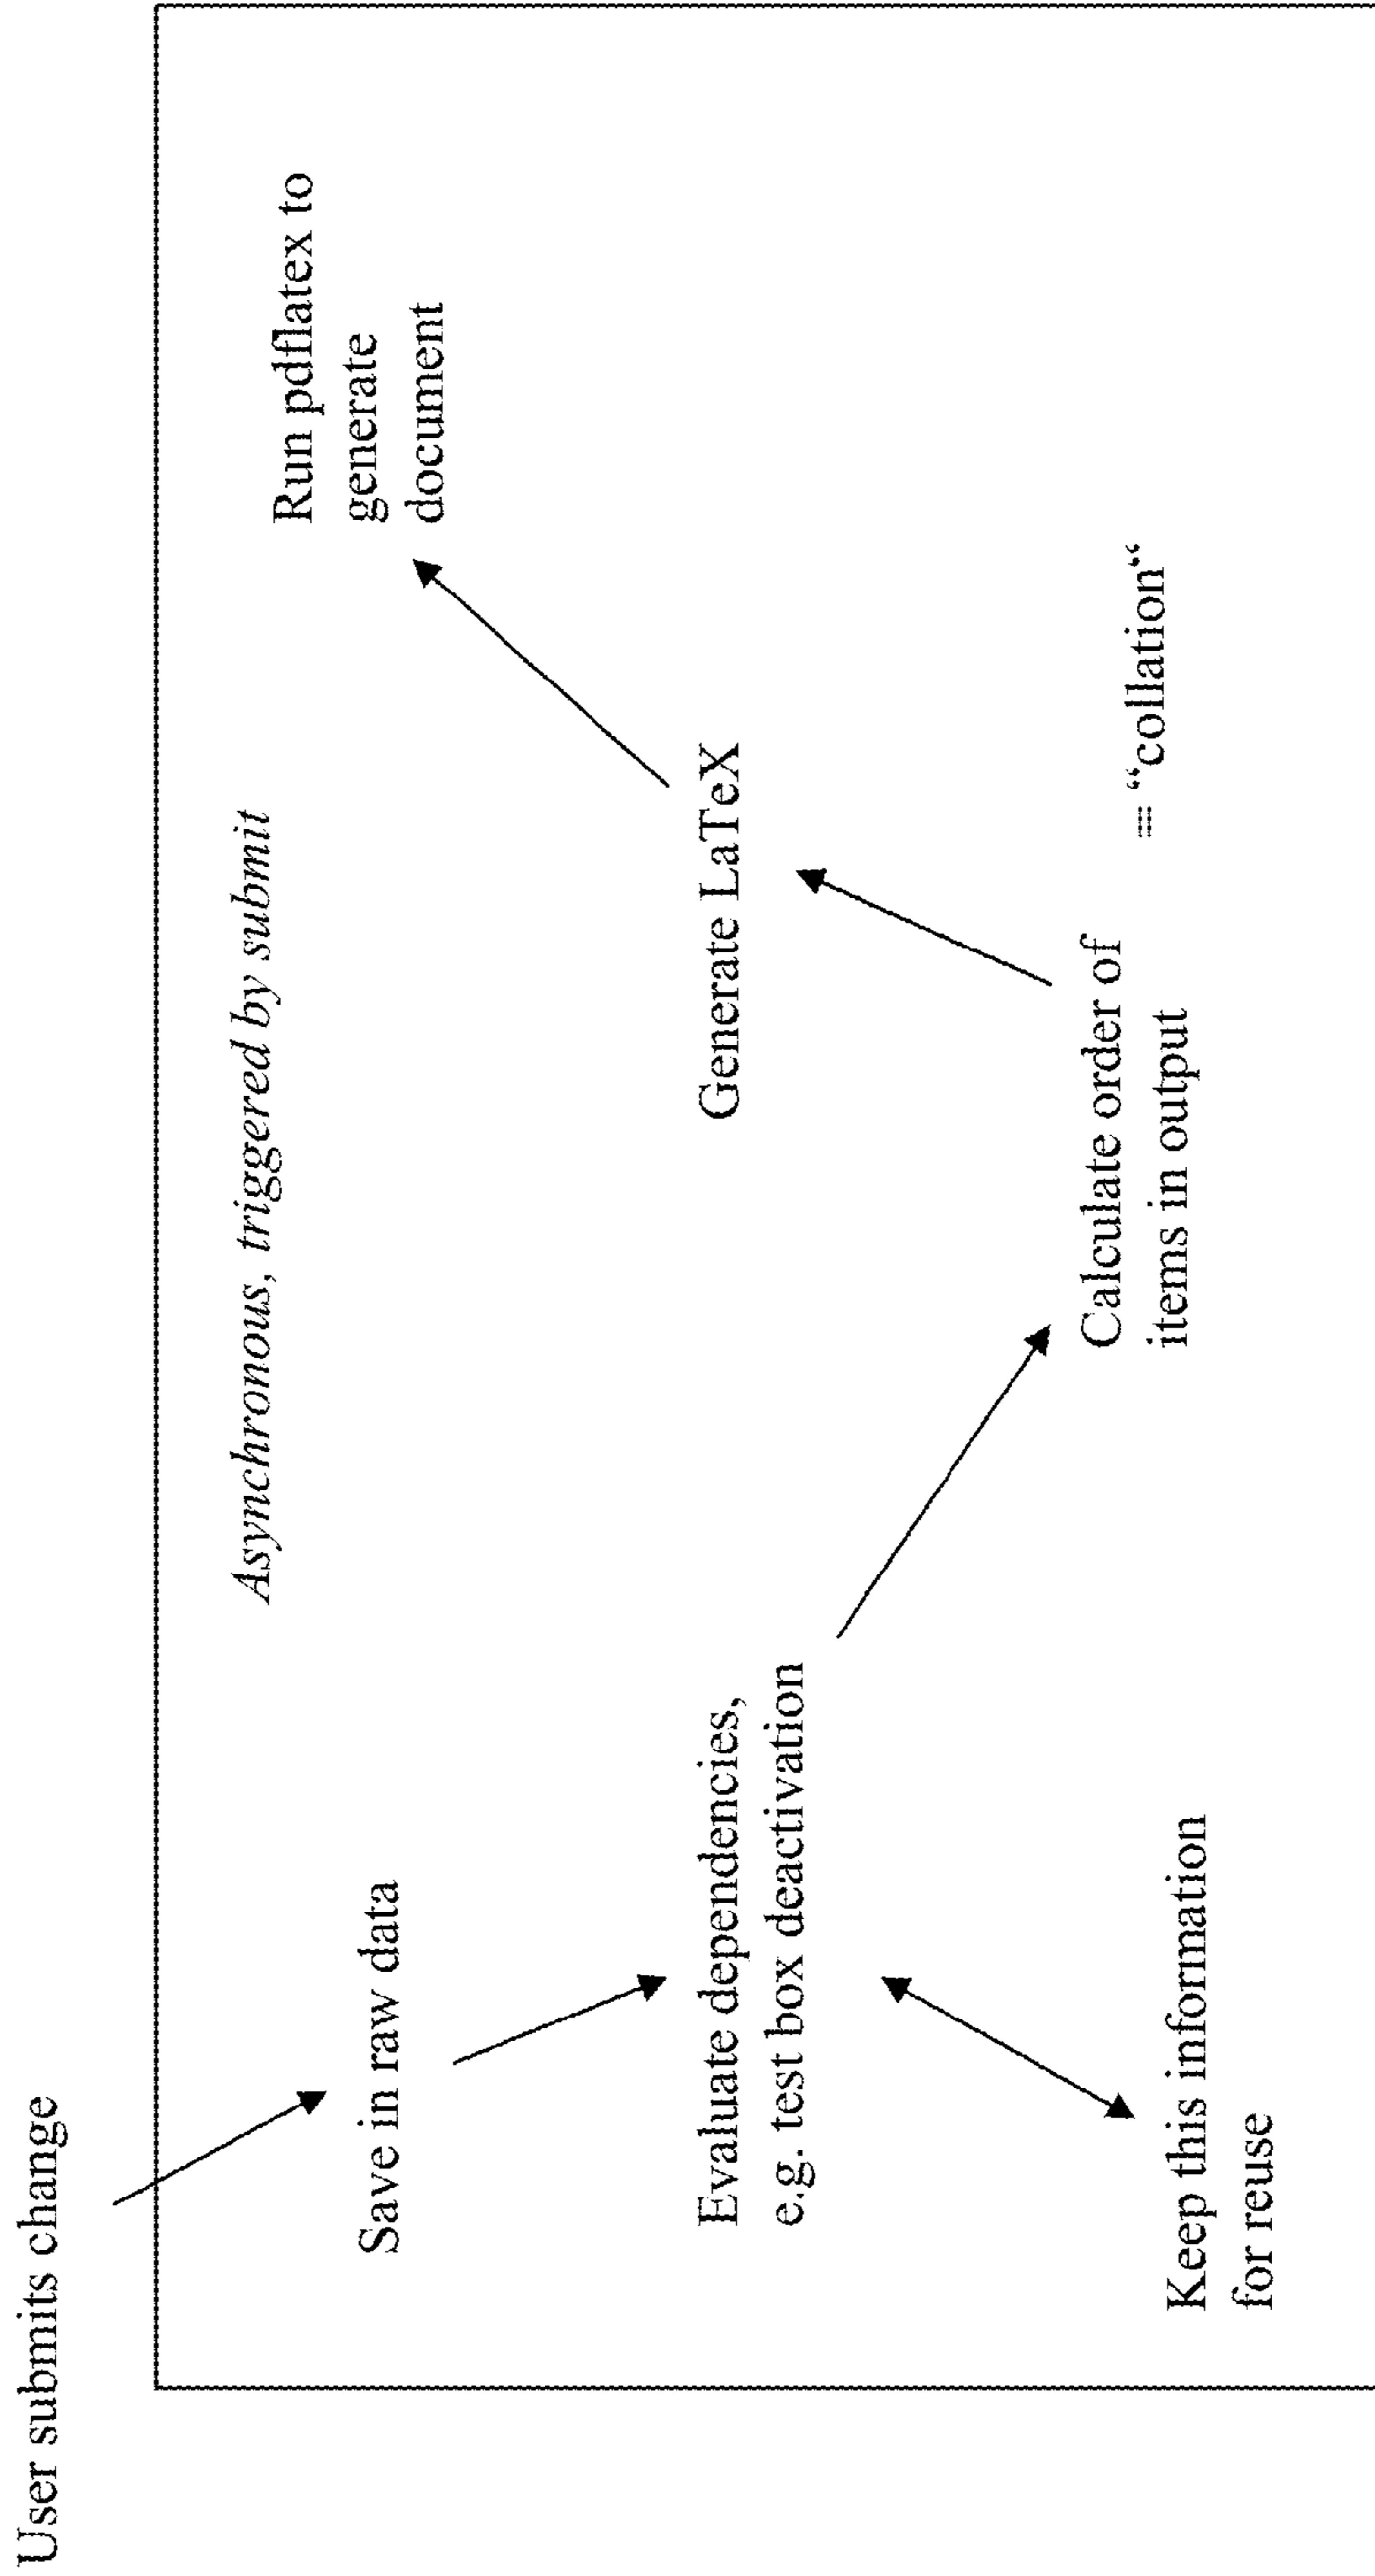 User submits change
Asynchronous, triggered by submit
Save in raw data
Run pdflatex to
generate
document
Evaluate dependencies,
e.g. test box deactivation
Generate LaTeX
Keep this information
for reuse
Calculate order of
items in output
= “collation“